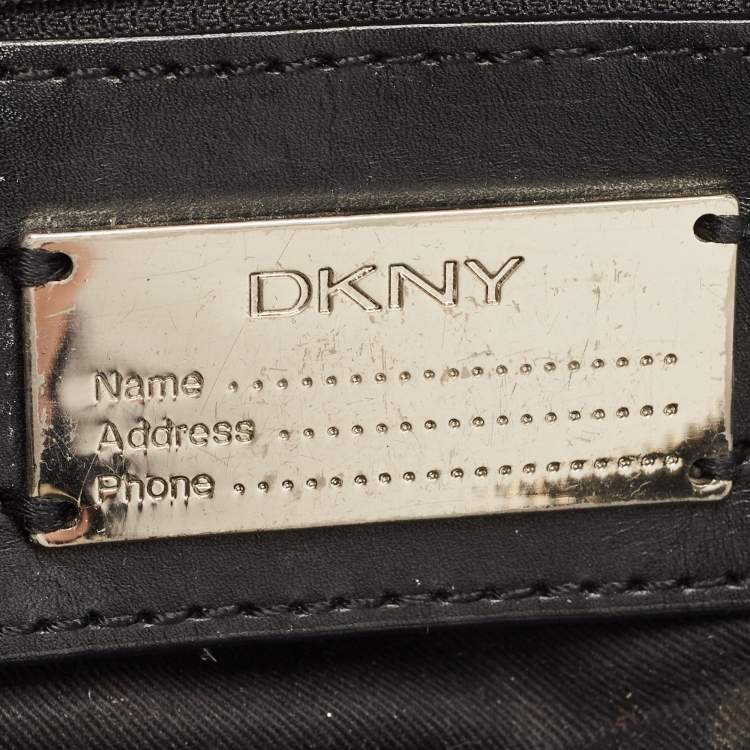 DKNY
Name ..................
Address ................
Phone ..................